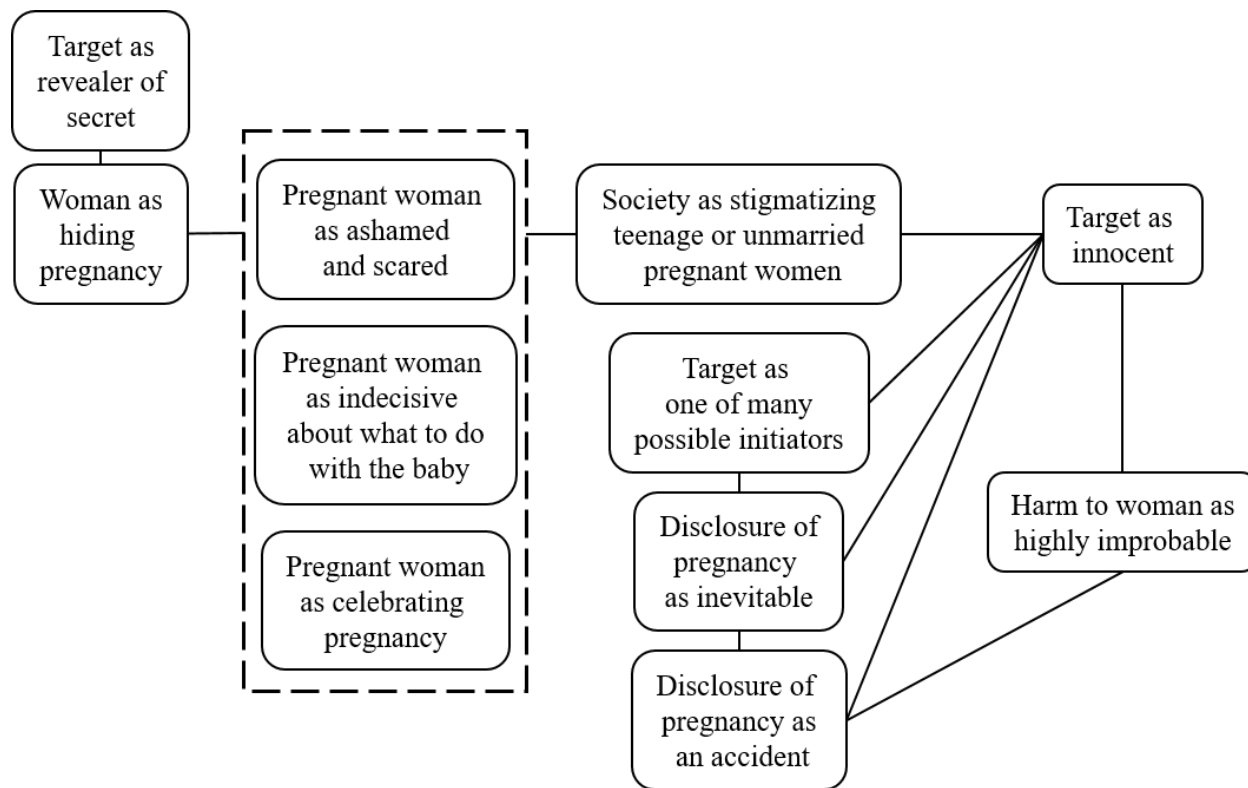 Target as
revealer of
secret
Woman as
hiding
pregnancy
Pregnant woman
as ashamed
and scared
Pregnant woman
as indecisive
about what to do
with the baby
Pregnant woman
as celebrating
pregnancy
Society as stigmatizing
teenage or unmarried
pregnant women
Target as
one of many
possible initiators
Disclosure of
pregnancy
as inevitable
Disclosure of
pregnancy as
an accident
Target as
innocent
Harm to woman as
highly improbable